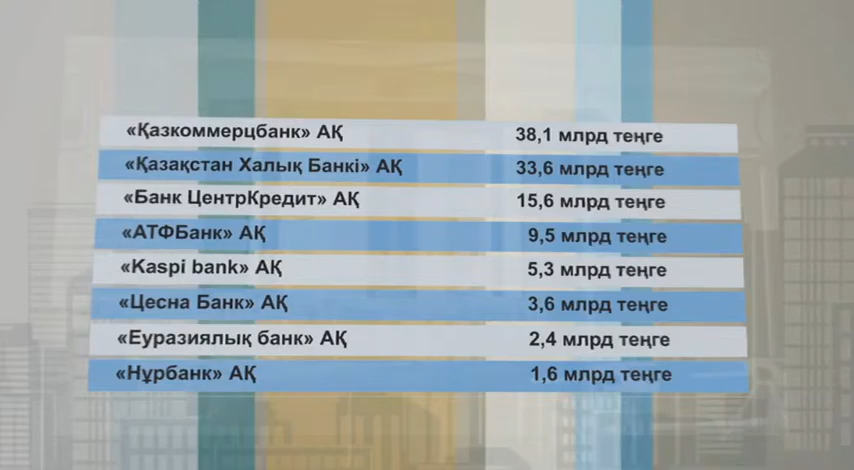 «Қазкоммерцбанк» АҚ 38,1 млрд теңге
«Қазақстан Халық Банкі» АҚ 33,6 млрд теңге
«Банк ЦентрКредит» АҚ 15,6 млрд теңге
«АТФБанк» АҚ 9,5 млрд теңге
«Kaspi bank» АҚ 5,3 млрд теңге
«Цесна Банк» АҚ 3,6 млрд теңге
«Еуразиялық банк» АҚ 2,4 млрд теңге
«Нұрбанк» АҚ 1,6 млрд теңге